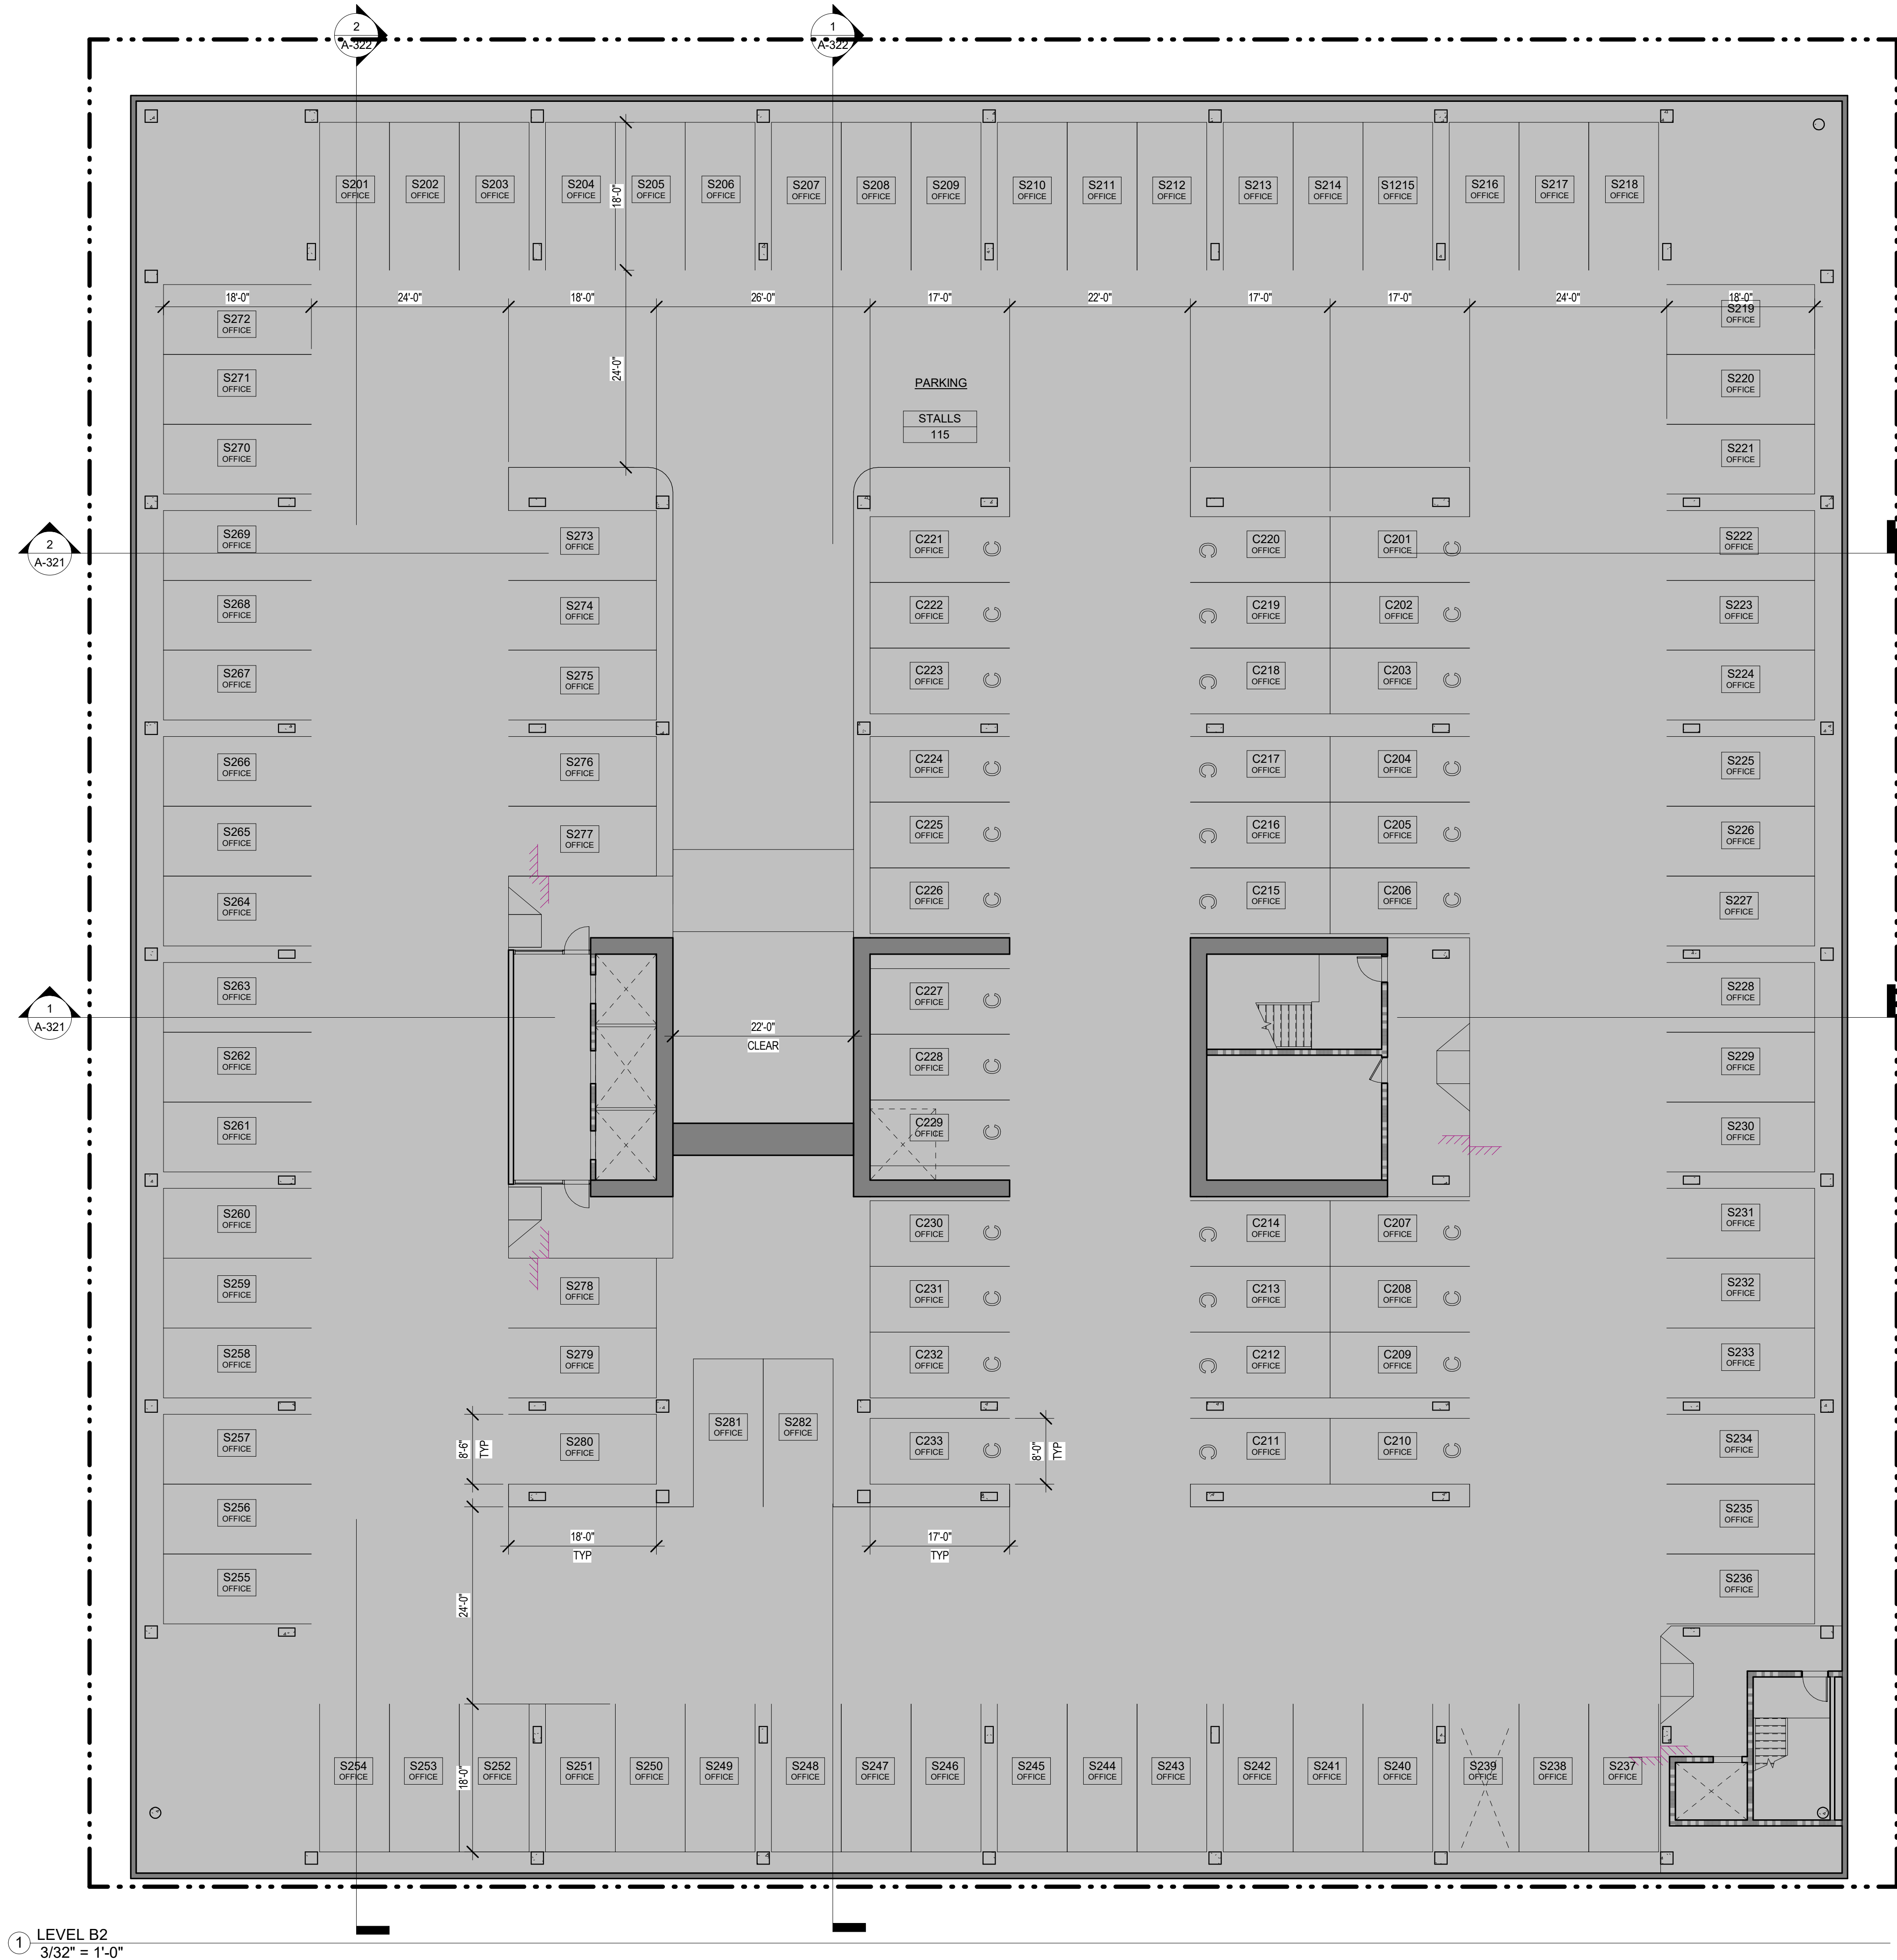 2
A-322
1
A-322
S201 OFFICE
S202 OFFICE
S203 OFFICE
S204 OFFICE
S205 OFFICE
S206 OFFICE
S207 OFFICE
S208 OFFICE
S209 OFFICE
S210 OFFICE
S211 OFFICE
S212 OFFICE
S213 OFFICE
S214 OFFICE
S1215 OFFICE
S216 OFFICE
S217 OFFICE
S218 OFFICE
18'-0"
18'-0"
24'-0"
18'-0"
26'-0"
17'-0"
22'-0"
17'-0"
17'-0"
24'-0"
18'-0"
24'-0"
PARKING
STALLS
115
S272 OFFICE
S219 OFFICE
S271 OFFICE
S220 OFFICE
S270 OFFICE
S221 OFFICE
2
A-321
S269 OFFICE
S273 OFFICE
C221 OFFICE
C220 OFFICE
C201 OFFICE
S222 OFFICE
S268 OFFICE
S274 OFFICE
C222 OFFICE
C219 OFFICE
C202 OFFICE
S223 OFFICE
S267 OFFICE
S275 OFFICE
C223 OFFICE
C218 OFFICE
C203 OFFICE
S224 OFFICE
S266 OFFICE
S276 OFFICE
C224 OFFICE
C217 OFFICE
C204 OFFICE
S225 OFFICE
S265 OFFICE
S277 OFFICE
C225 OFFICE
C216 OFFICE
C205 OFFICE
S226 OFFICE
S264 OFFICE
C226 OFFICE
C215 OFFICE
C206 OFFICE
S227 OFFICE
1
A-321
S263 OFFICE
C227 OFFICE
S228 OFFICE
22'-0"
CLEAR
S262 OFFICE
C228 OFFICE
S229 OFFICE
S261 OFFICE
C229 OFFICE
S230 OFFICE
S260 OFFICE
C230 OFFICE
C214 OFFICE
C207 OFFICE
S231 OFFICE
S259 OFFICE
S278 OFFICE
C231 OFFICE
C213 OFFICE
C208 OFFICE
S232 OFFICE
S258 OFFICE
S279 OFFICE
C232 OFFICE
C212 OFFICE
C209 OFFICE
S233 OFFICE
S257 OFFICE
8'-6"
TYP
S280 OFFICE
S281 OFFICE
S282 OFFICE
C233 OFFICE
8'-0"
TYP
C211 OFFICE
C210 OFFICE
S234 OFFICE
S256 OFFICE
S235 OFFICE
18'-0"
TYP
17'-0"
TYP
S255 OFFICE
S236 OFFICE
24'-0"
S254 OFFICE
S253 OFFICE
S252 OFFICE
S251 OFFICE
S250 OFFICE
S249 OFFICE
S248 OFFICE
S247 OFFICE
S246 OFFICE
S245 OFFICE
S244 OFFICE
S243 OFFICE
S242 OFFICE
S241 OFFICE
S240 OFFICE
S239 OFFICE
S238 OFFICE
S237 OFFICE
18'-0"
1
LEVEL B2
3/32" = 1'-0"